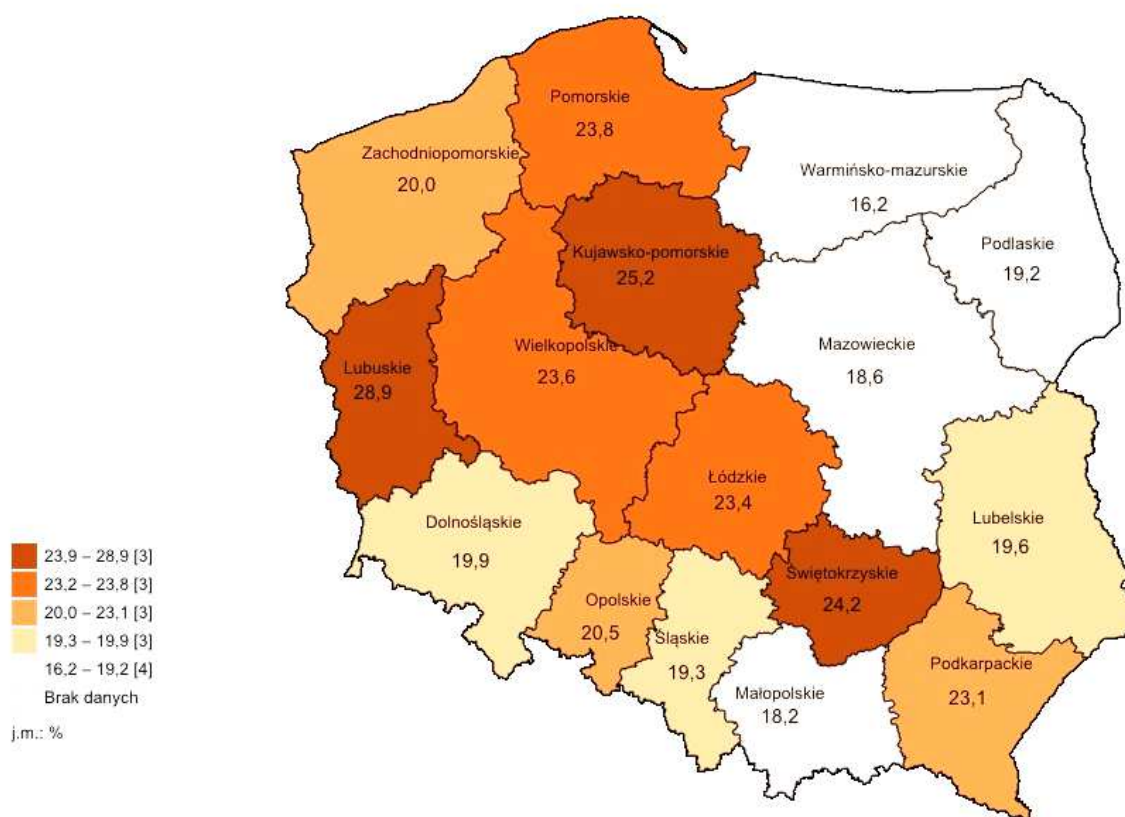 Pomorskie
23,8
Zachodniopomorskie
20,0
Warmińsko-mazurskie
16,2
Podlaskie
19,2
Kujawsko-pomorskie
25,2
Mazowieckie
18,6
Wielkopolskie
23,6
Lubuskie
28,9
Łódzkie
23,4
Lubelskie
19,6
Dolnośląskie
19,9
Świętokrzyskie
24,2
Opolskie
20,5
Śląskie
19,3
Podkarpackie
23,1
Małopolskie
18,2
23,9 – 28,9 [3]
23,2 – 23,8 [3]
20,0 – 23,1 [3]
19,3 – 19,9 [3]
16,2 – 19,2 [4]
Brak danych
j.m.: %